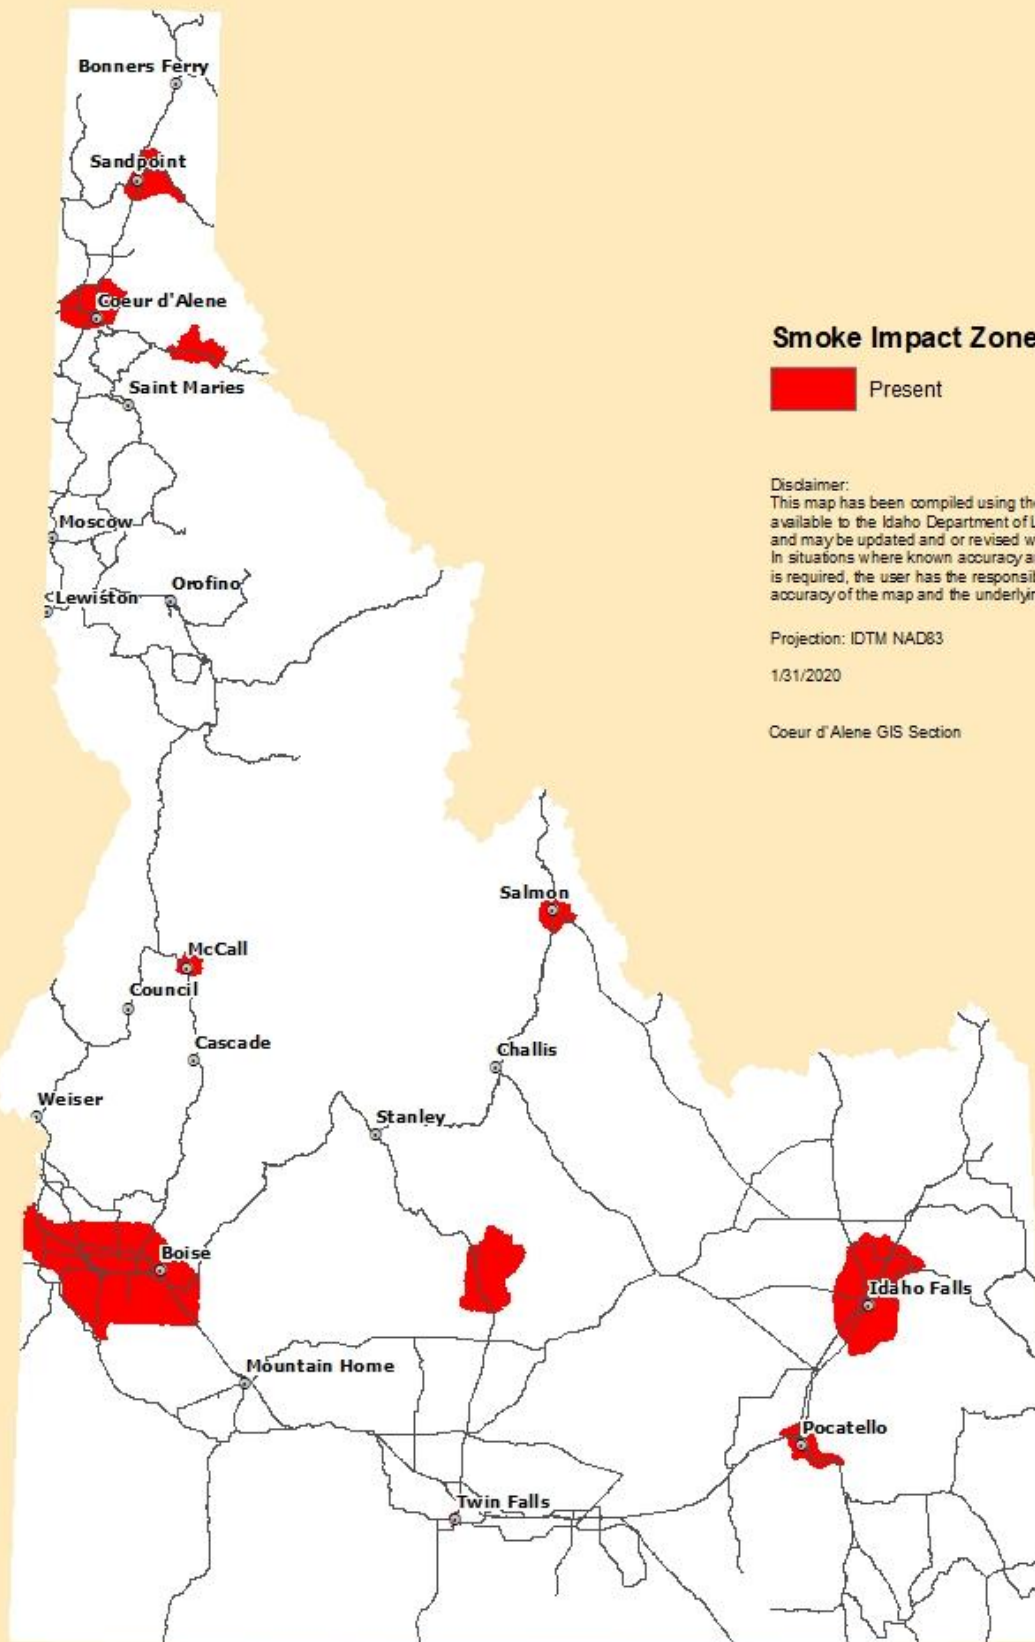 Bonners Ferry
Sandpoint
Coeur d'Alene
Saint Maries
Moscow
Lewiston
Orofino
Salmon
McCall
Council
Cascade
Challis
Weiser
Stanley
Boise
Idaho Falls
Mountain Home
Pocatello
Twin Falls
Smoke Impact Zone
Present
Disclaimer:
This map has been compiled using the
available to the Idaho Department of L
and may be updated and or revised w
In situations where known accuracy a
is required, the user has the responsi
accuracy of the map and the underlyi
Projection: IDTM NAD83
1/31/2020
Coeur d'Alene GIS Section